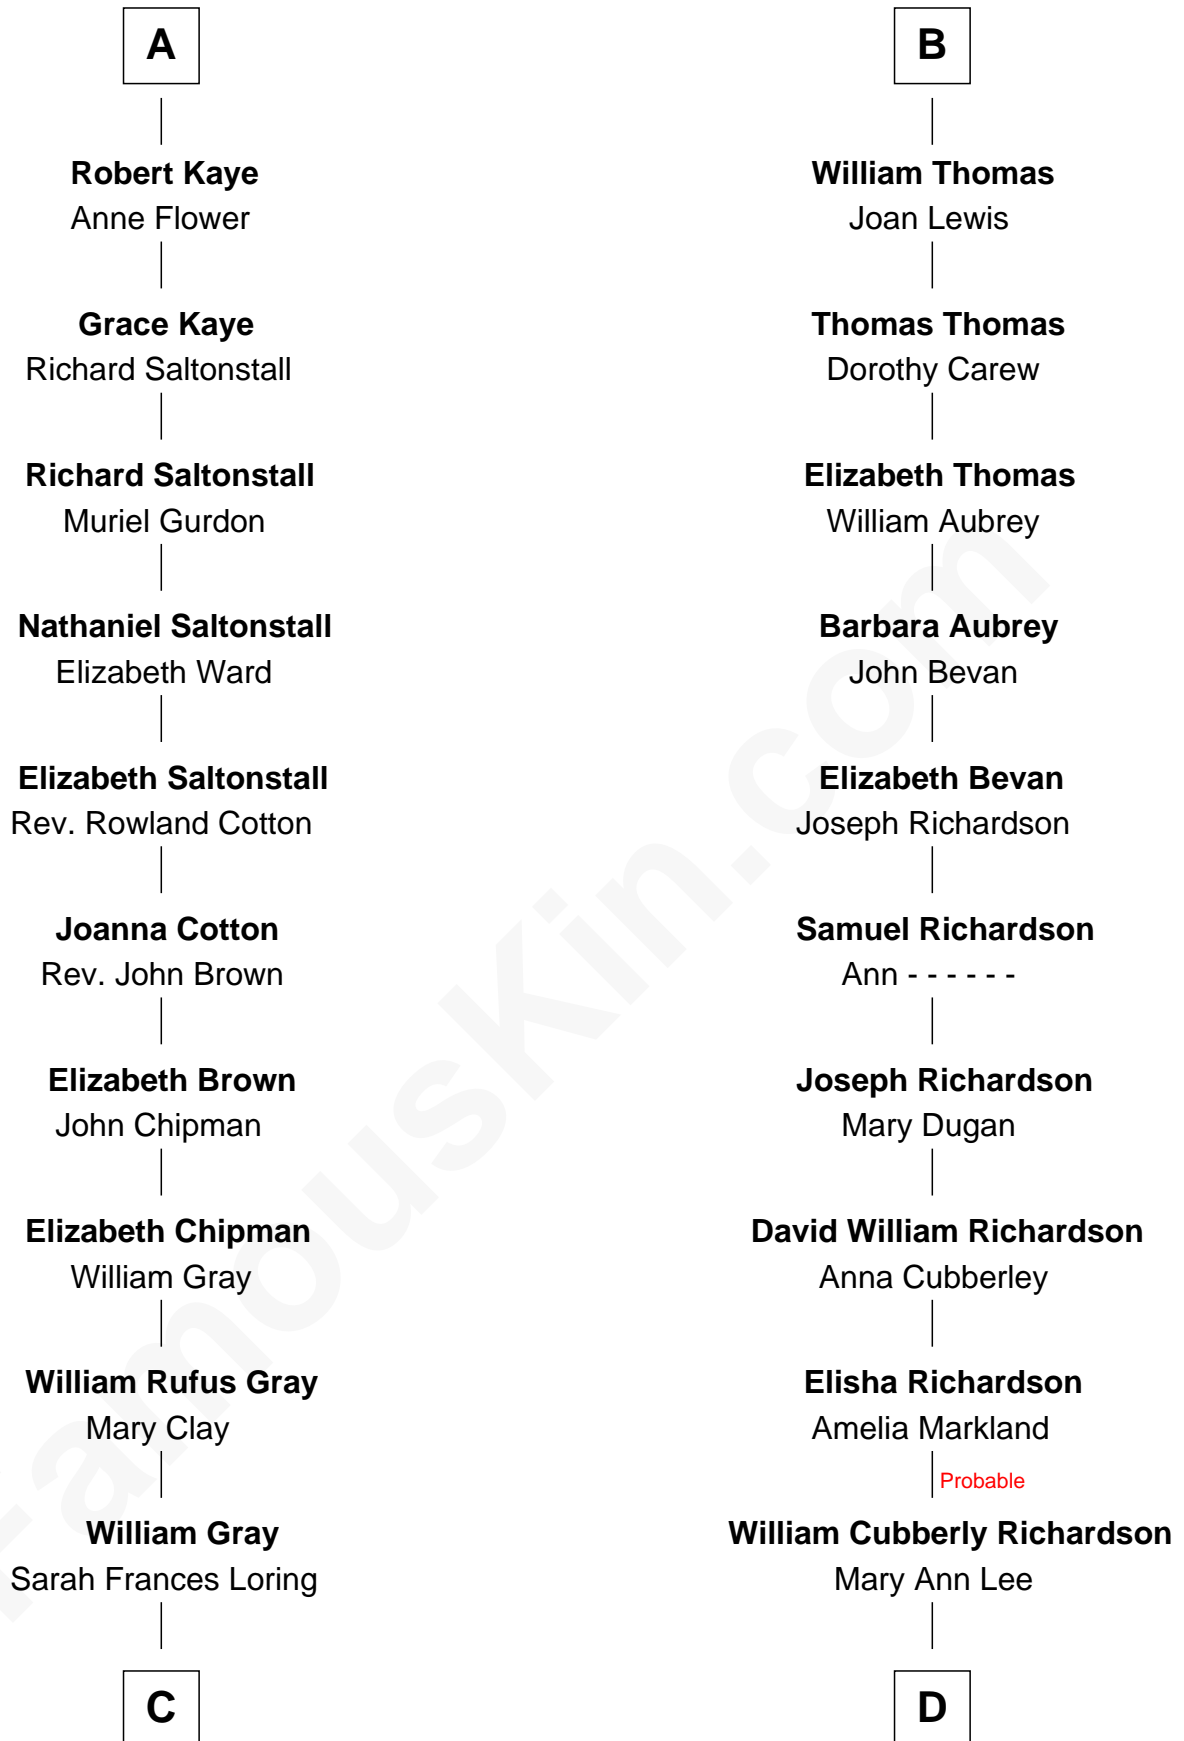 A
Robert Kaye
Anne Flower
Grace Kaye
Richard Saltonstall
Richard Saltonstall
Muriel Gurdon
Nathaniel Saltonstall
Elizabeth Ward
Elizabeth Saltonstall
Rev. Rowland Cotton
Joanna Cotton
Rev. John Brown
Elizabeth Brown
John Chipman
Elizabeth Chipman
William Gray
William Rufus Gray
Mary Clay
William Gray
Sarah Frances Loring
C
B
William Thomas
Joan Lewis
Thomas Thomas
Dorothy Carew
Elizabeth Thomas
William Aubrey
Barbara Aubrey
John Bevan
Elizabeth Bevan
Joseph Richardson
Samuel Richardson
Ann - - - - - -
Joseph Richardson
Mary Dugan
David William Richardson
Anna Cubberley
Elisha Richardson
Amelia Markland
Probable
William Cubberly Richardson
Mary Ann Lee
D
FamousKin.com